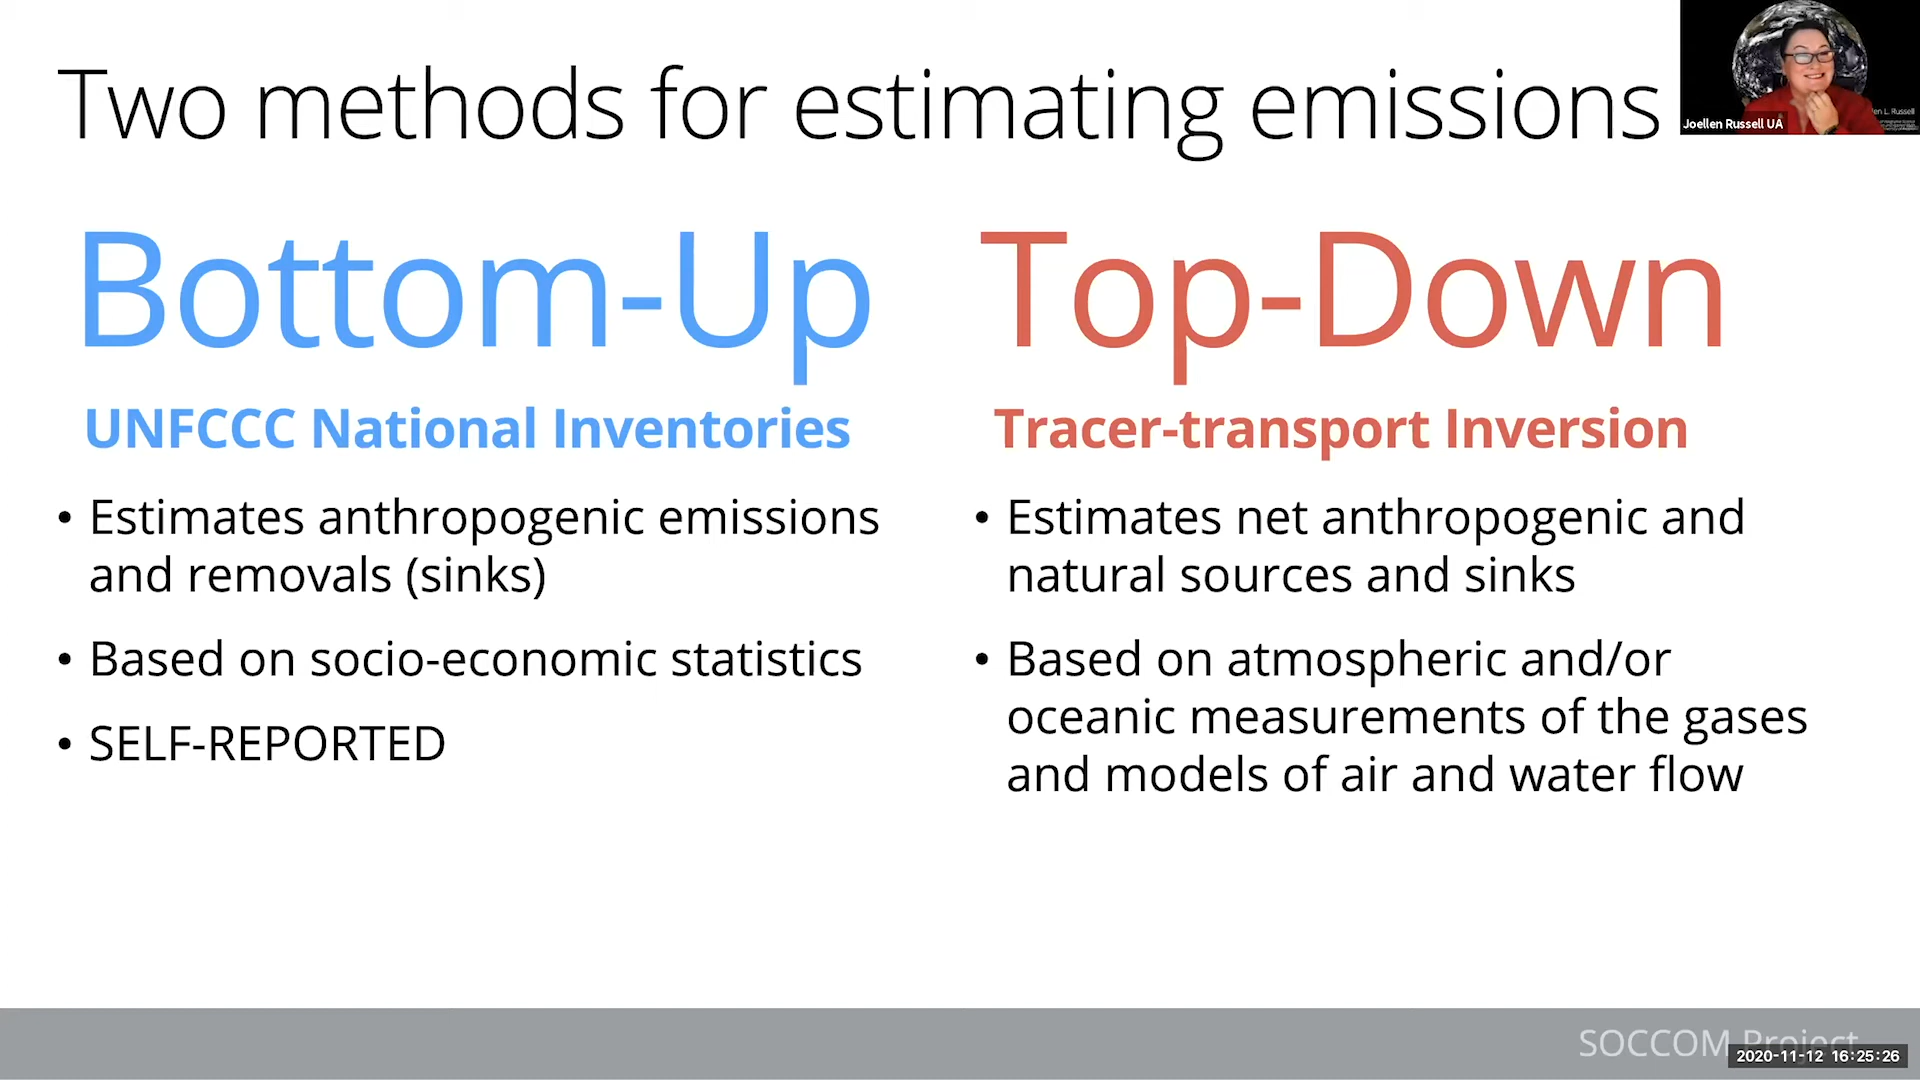 Two methods for estimating emissions
Joellen Russell UA
Bottom-Up
Top-Down
UNFCCC National Inventories
Tracer-transport Inversion
• Estimates anthropogenic emissions
and removals (sinks)
• Based on socio-economic statistics
• SELF-REPORTED
• Estimates net anthropogenic and
natural sources and sinks
• Based on atmospheric and/or
oceanic measurements of the gases
and models of air and water flow
SOCCOM Project
2020-11-12 16:25:26